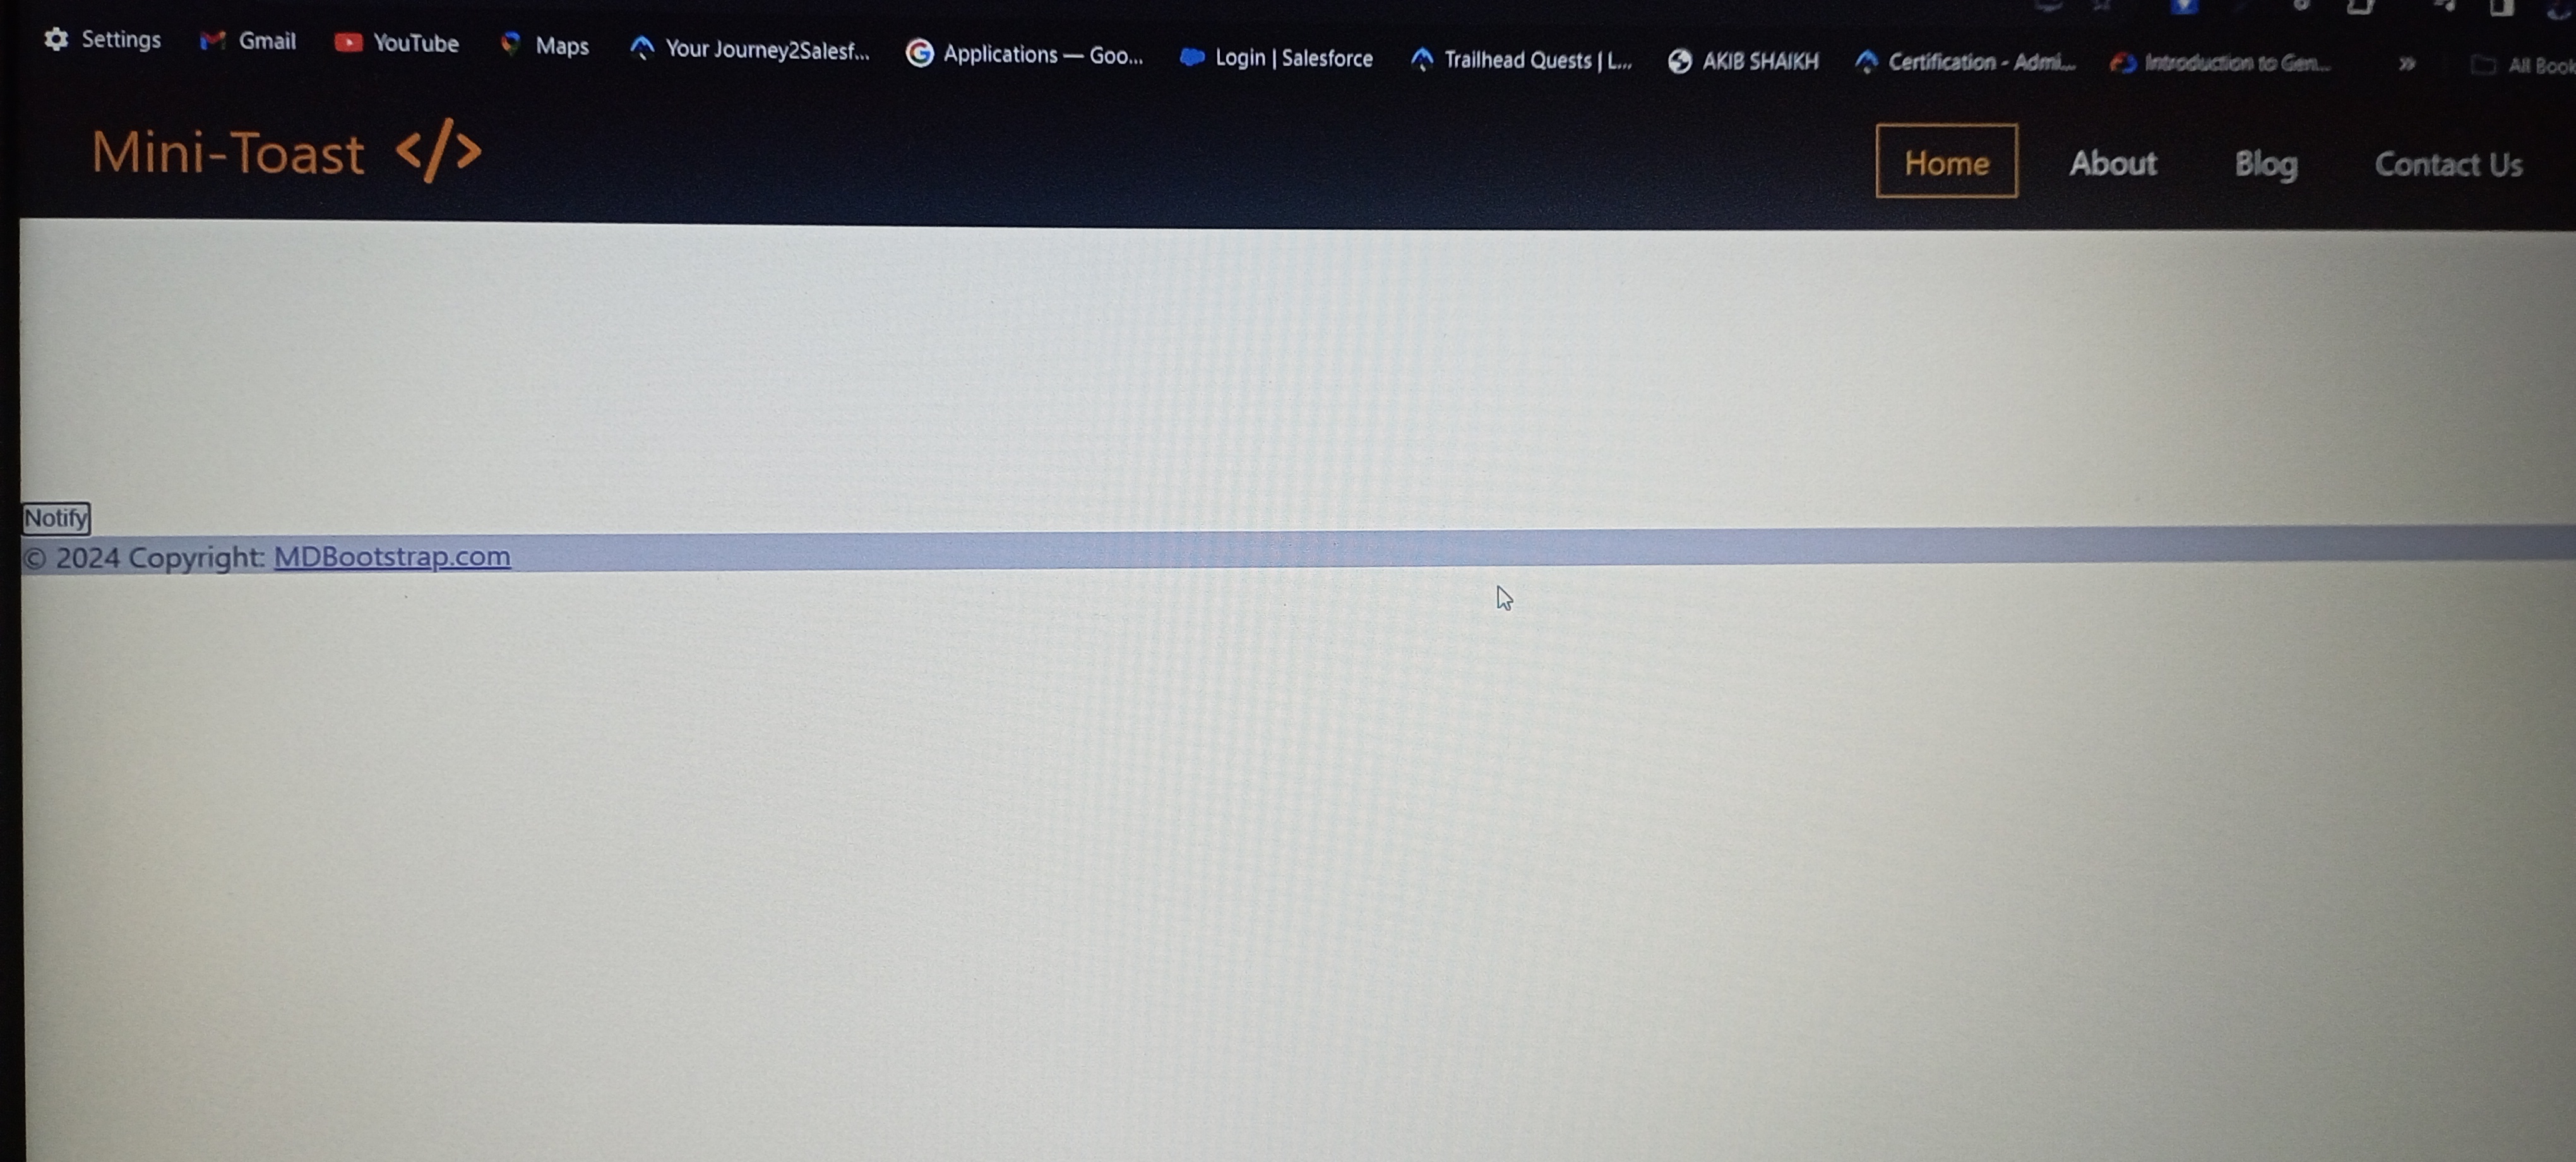 Settings Gmail YouTube Maps Your Journey2Salesf... Applications — Goo... Login | Salesforce Trailhead Quests | L... AKIB SHAIKH Certification - Admi... Introduction to Gen... » All Book
Mini-Toast </> Home About Blog Contact Us
Notify
© 2024 Copyright: MDBootstrap.com